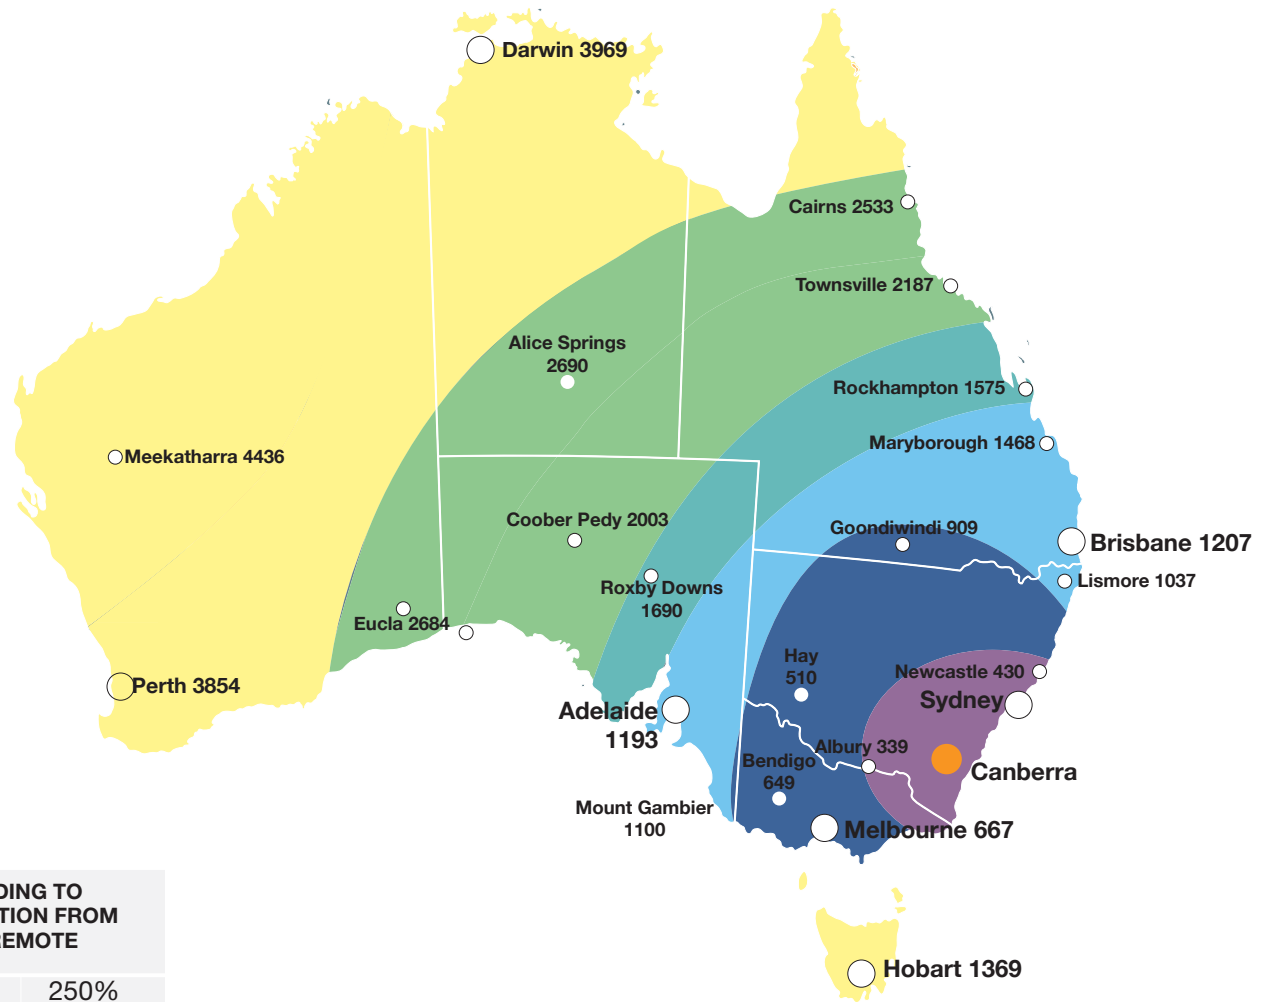 Darwin 3969
Cairns 2533
Townsville 2187
Alice Springs
2690
Rockhampton 1575
Maryborough 1468
Meekatharra 4436
Coober Pedy 2003
Goondiwindi 909
Brisbane 1207
Roxby Downs
1690
Lismore 1037
Eucla 2684
Hay
510
Newcastle 430
Perth 3854
Sydney
Adelaide
1193
Albury 339
Bendigo
649
Canberra
Mount Gambier
1100
Melbourne 667
DING TO
TION FROM
REMOTE
Hobart 1369
250%